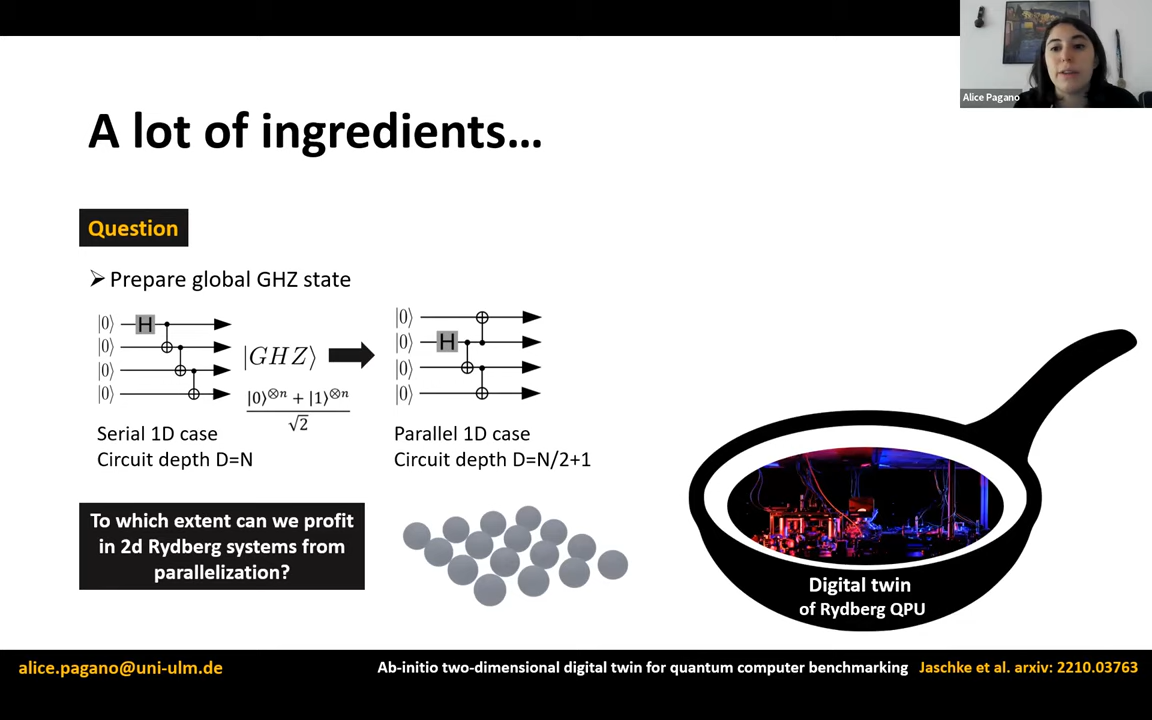 Alice Pagano
A lot of ingredients...
Question
➢ Prepare global GHZ state
|0⟩ H
|0⟩
|0⟩
|0⟩
|GHZ⟩
|0⟩⊗n + |1⟩⊗n
√2
|0⟩
|0⟩ H
|0⟩
|0⟩
Serial 1D case
Circuit depth D=N
Parallel 1D case
Circuit depth D=N/2+1
To which extent can we profit
in 2d Rydberg systems from
parallelization?
Digital twin
of Rydberg QPU
alice.pagano@uni-ulm.de
Ab-initio two-dimensional digital twin for quantum computer benchmarking Jaschke et al. arxiv: 2210.03763